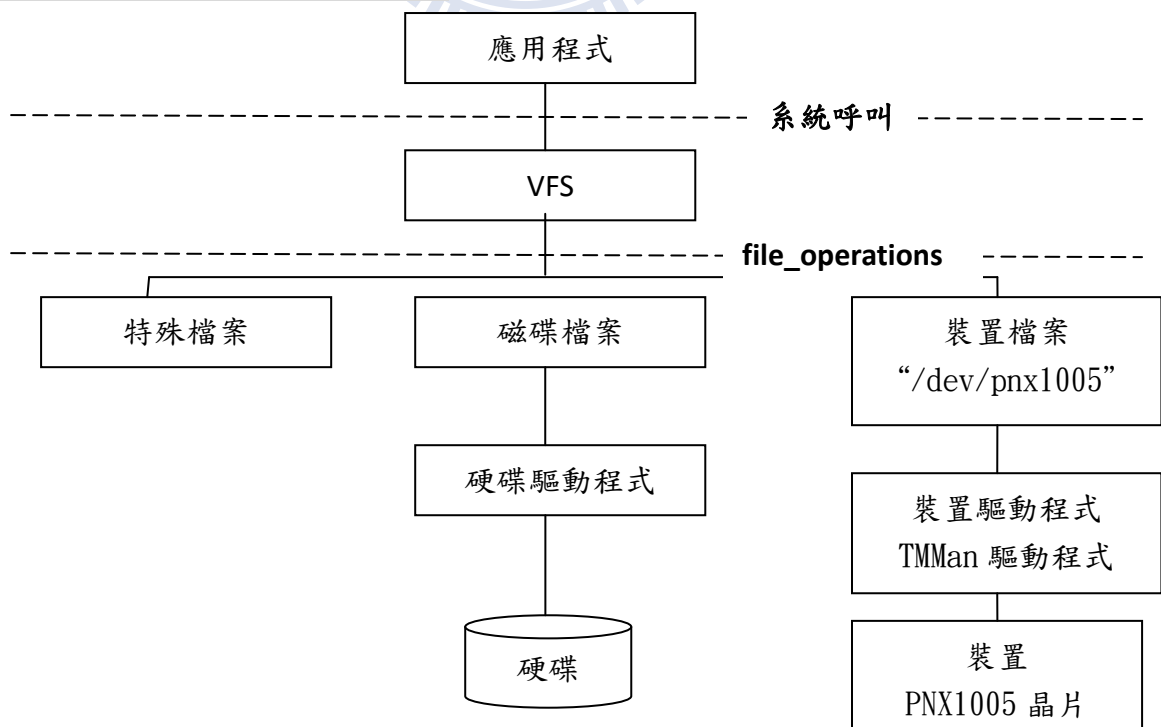 應用程式
系統呼叫
VFS
file_operations
特殊檔案
磁碟檔案
裝置檔案
“/dev/pnx1005”
硬碟驅動程式
裝置驅動程式
TMMan 驅動程式
硬碟
裝置
PNX1005 晶片